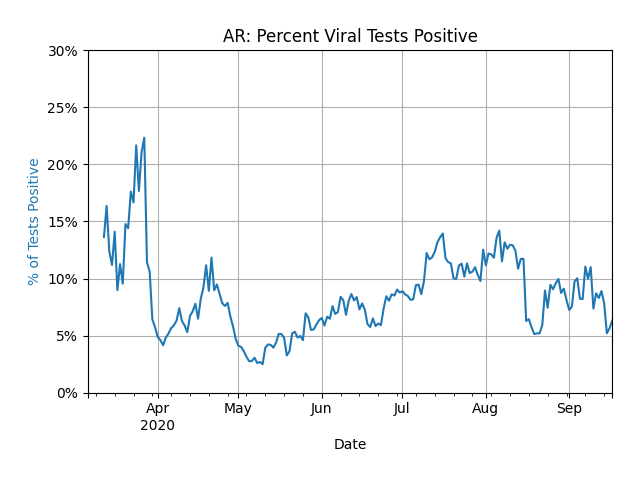 AR: Percent Viral Tests Positive
30%
25%
20%
15%
10%
5%
0%
% of Tests Positive
Apr May Jun Jul Aug Sep
2020
Date